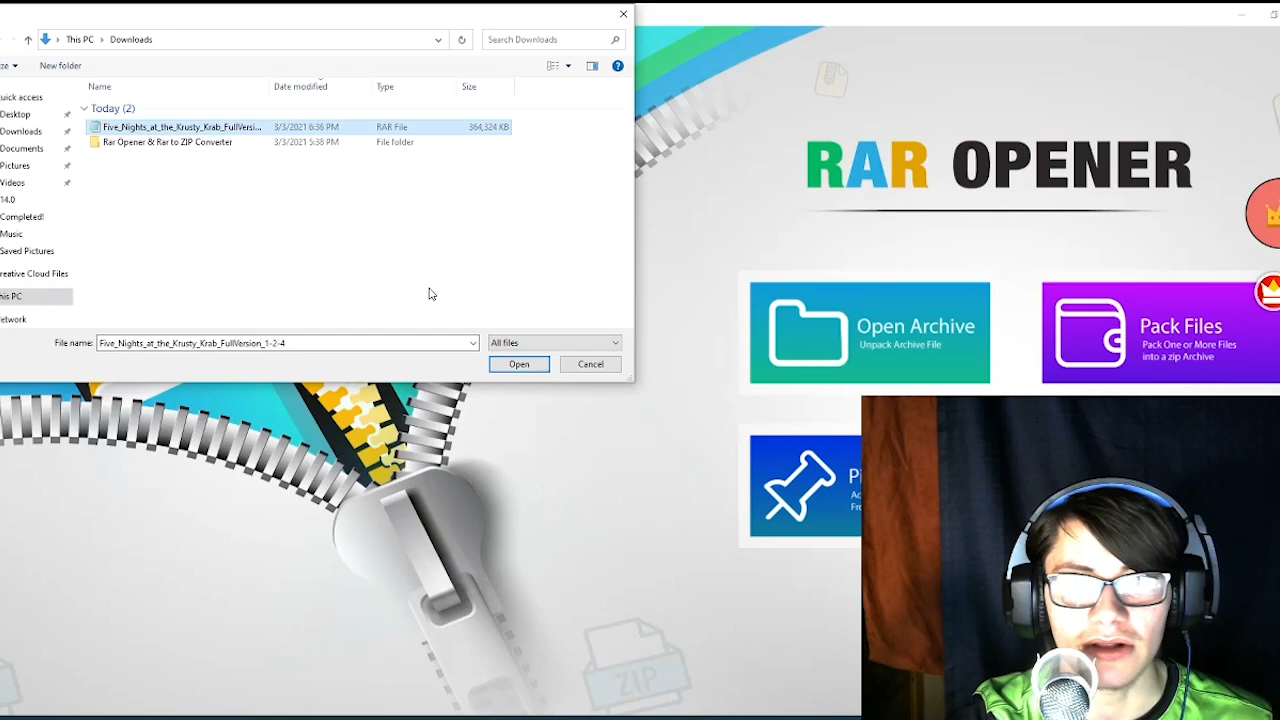 This PC > Downloads
Search Downloads
New folder
Name
Date modified
Type
Size
Today (2)
Five_Nights_at_the_Krusty_Krab_FullVersi...
3/3/2021 6:36 PM
RAR File
364,324 KB
Rar Opener & Rar to ZIP Converter
3/3/2021 5:38 PM
File folder
uick access
Desktop
Downloads
Documents
Pictures
Videos
14.0
Completed!
Music
Saved Pictures
reative Cloud Files
his PC
etwork
File name:
Five_Nights_at_the_Krusty_Krab_FullVersion_1-2-4
All files
Open
Cancel
RAR OPENER
Open Archive
Unpack Archive File
Pack Files
Pack One or More Files
into a zip Archive
ZIP